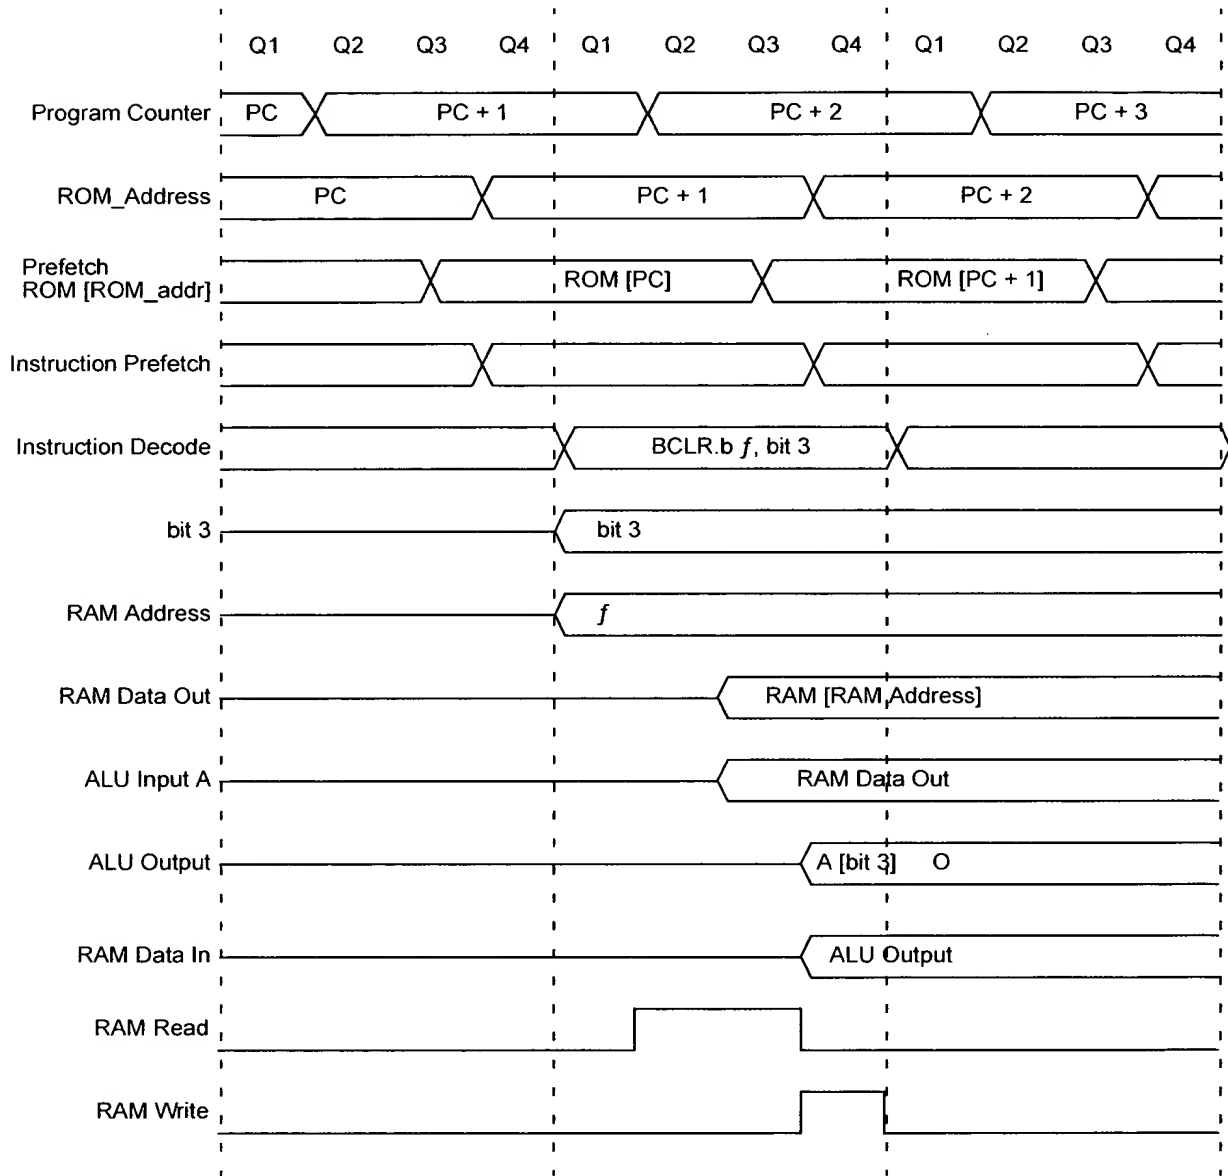 Q1 Q2 Q3 Q4 Q1 Q2 Q3 Q4 Q1 Q2 Q3 Q4
Program Counter PC PC + 1 PC + 2 PC + 3
ROM_Address PC PC + 1 PC + 2
Prefetch
ROM [ROM_addr] ROM [PC] ROM [PC + 1]
Instruction Prefetch
Instruction Decode BCLR.b ƒ, bit 3
bit 3 bit 3
RAM Address ƒ
RAM Data Out RAM [RAM Address]
ALU Input A RAM Data Out
ALU Output A [bit 3] O
RAM Data In ALU Output
RAM Read
RAM Write